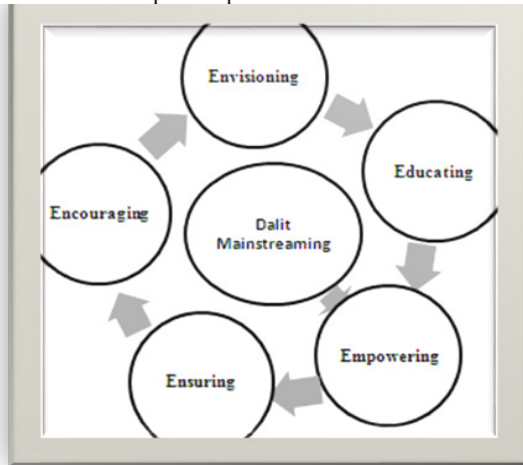 Envisioning
Educating
Encouraging
Dalit
Mainstreaming
Empowering
Ensuring